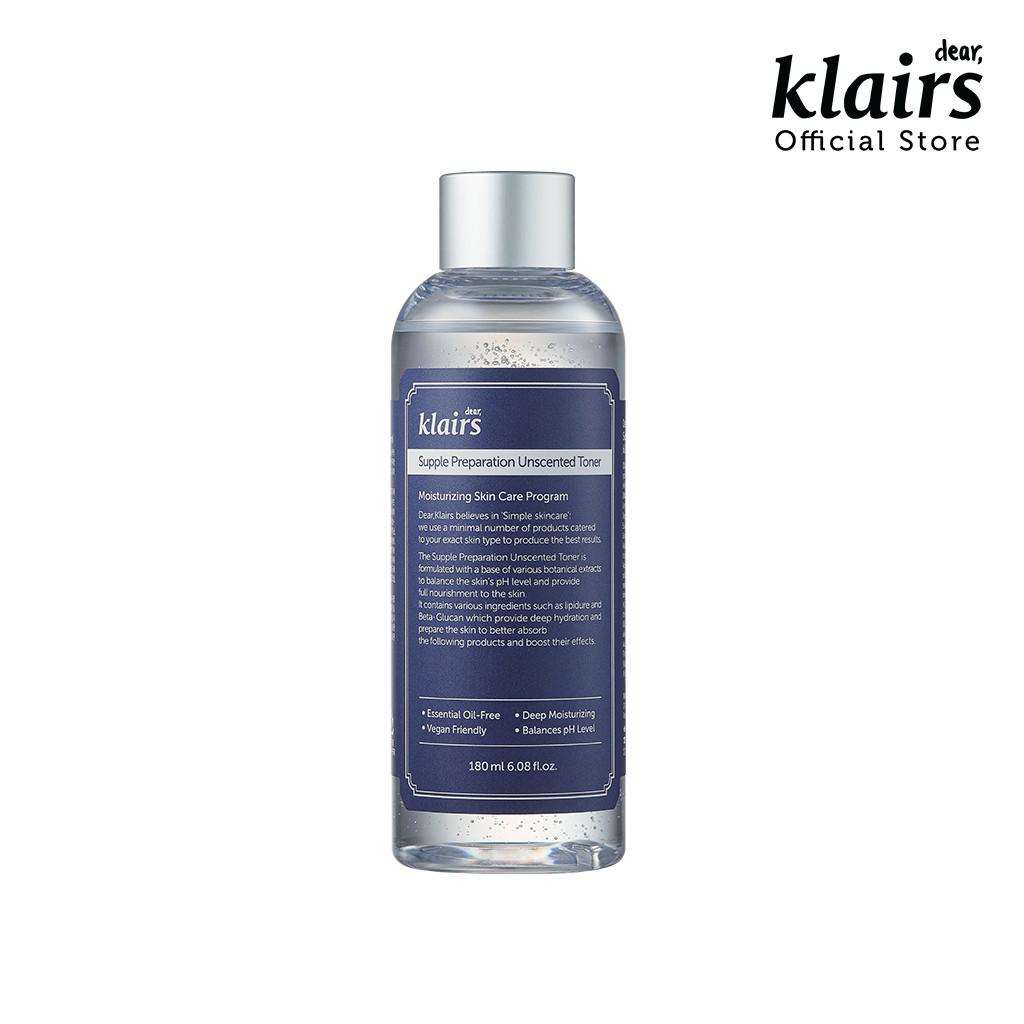 dear,
klairs
Official Store
dear,
klairs
Supple Preparation Unscented Toner
Moisturizing Skin Care Program
Dear,Klairs believes in 'Simple skincare':
we use a minimal number of products catered
to your exact skin type to produce the best results.
The Supple Preparation Unscented Toner is
formulated with a base of various botanical extracts
to balance the skin's pH level and provide
full nourishment to the skin.
It contains various ingredients such as lipidure and
Beta-Glucan which provide deep hydration and
prepare the skin to better absorb
the following products and boost their effects.
• Essential Oil-Free • Deep Moisturizing
• Vegan Friendly • Balances pH Level
180 ml 6.08 fl.oz.